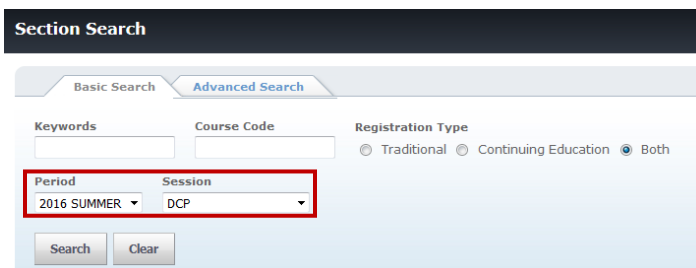 Section Search
Basic Search Advanced Search
Keywords Course Code Registration Type
Traditional Continuing Education Both
Period Session
2016 SUMMER DCP
Search Clear